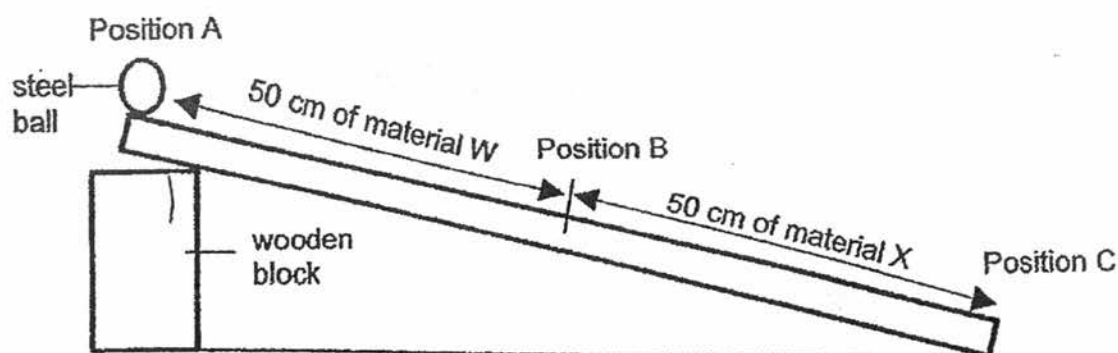 Position A
steel
ball
50 cm of material W
Position B
50 cm of material X
Position C
wooden
block